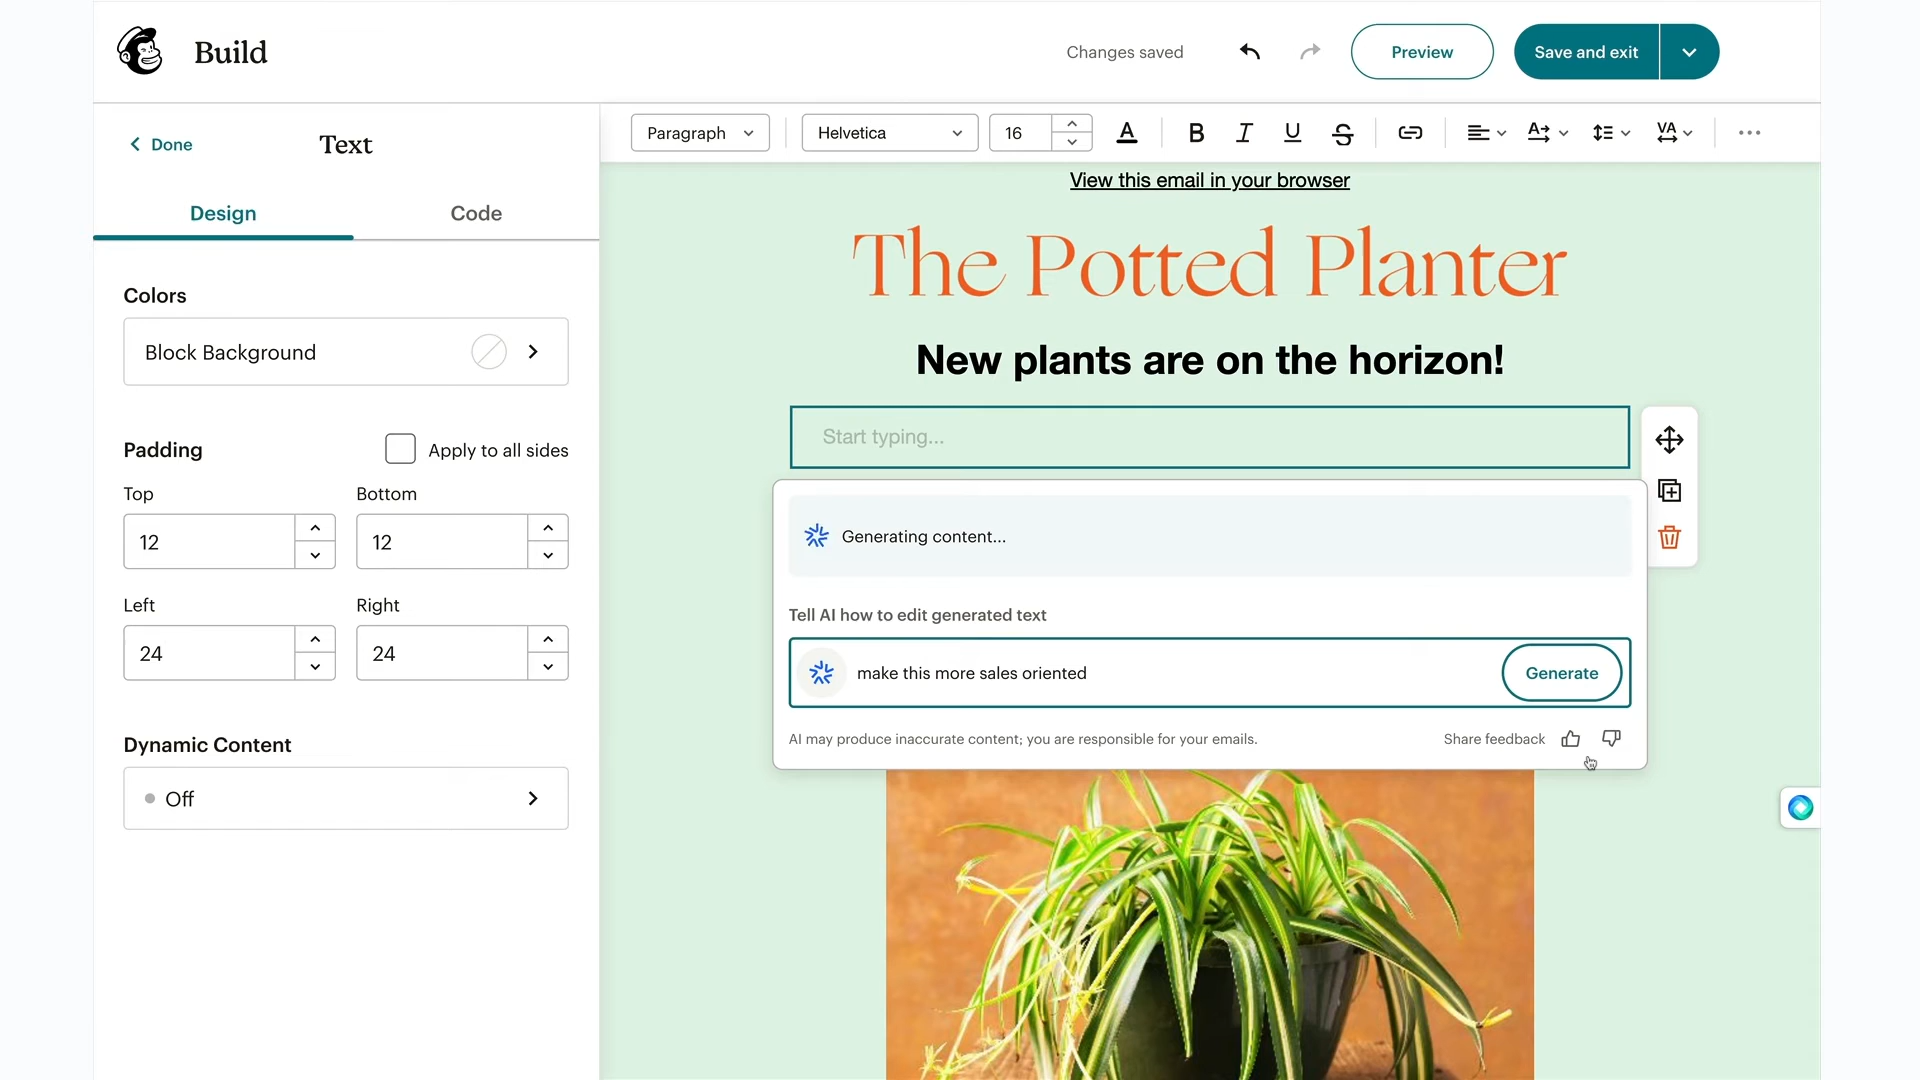 Build
Changes saved
Preview
Save and exit
Done
Text
Design
Code
Paragraph
Helvetica
16
A
B
I
U
S
A
VA
Colors
Block Background
Padding
Apply to all sides
Top
Bottom
12
12
Left
Right
24
24
Dynamic Content
Off
View this email in your browser
The Potted Planter
New plants are on the horizon!
Start typing...
Generating content...
Tell AI how to edit generated text
make this more sales oriented
Generate
AI may produce inaccurate content; you are responsible for your emails.
Share feedback